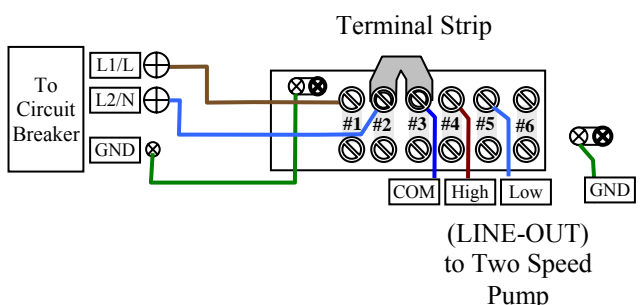 Terminal Strip
To
Circuit
Breaker
L1/L
L2/N
GND
#1
#2
#3
#4
#5
#6
COM
High
Low
GND
(LINE-OUT)
to Two Speed
Pump